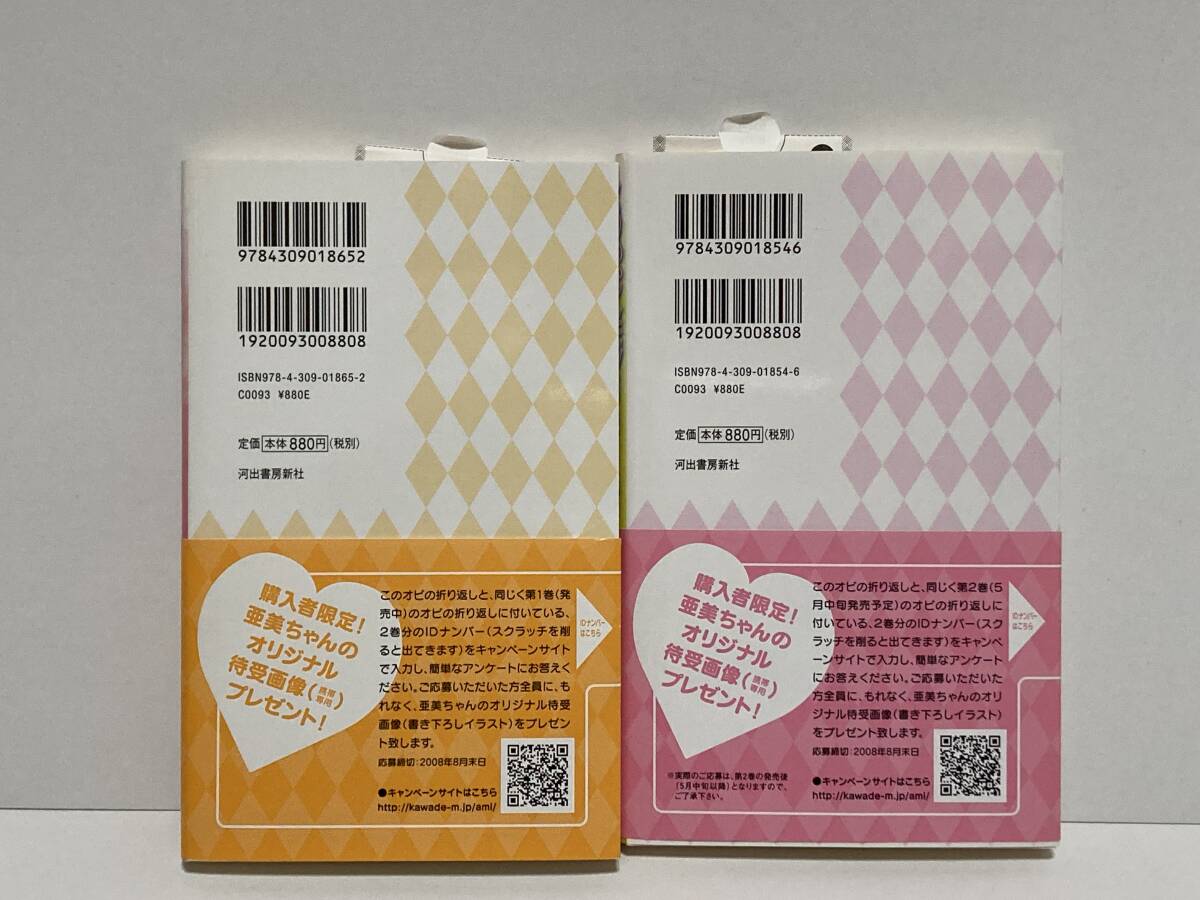 9784309018652
1920093008808
ISBN978-4-309-01865-2
C0093 ¥880E
定価 本体880円 (税別)
河出書房新社
購入者限定!
亜美ちゃんの
オリジナル
待受画像(携帯専用)
プレゼント!
このオビの折り返しと、同じく第1巻(発
売中)のオビの折り返しに付いている、
2巻分のIDナンバー(スクラッチを削
ると出てきます)をキャンペーンサイト
で入力し、簡単なアンケートにお答えく
ださい。ご応募いただいた方全員に、も
れなく、亜美ちゃんのオリジナル待受
画像(書き下ろしイラスト)をプレゼン
ト致します。
応募締切:2008年8月末日
●キャンペーンサイトはこちら
http://kawade-m.jp/ami/
IDナンバー
はこちら
9784309018546
1920093008808
ISBN978-4-309-01854-6
C0093 ¥880E
定価 本体880円 (税別)
河出書房新社
購入者限定!
亜美ちゃんの
オリジナル
待受画像(携帯専用)
プレゼント!
※実際のご応募は、第2巻の発売後
(5月中旬以降)となりますので、
ご了承下さい。
このオビの折り返しと、同じく第2巻(5
月中旬発売予定)のオビの折り返しに
付いている、2巻分のIDナンバー(スク
ラッチを削ると出てきます)をキャンペ
ーンサイトで入力し、簡単なアンケート
にお答えください。ご応募いただいた
方全員に、もれなく、亜美ちゃんのオリ
ジナル待受画像(書き下ろしイラスト)
をプレゼント致します。
応募締切:2008年8月末日
●キャンペーンサイトはこちら
http://kawade-m.jp/ami/
IDナンバー
はこちら